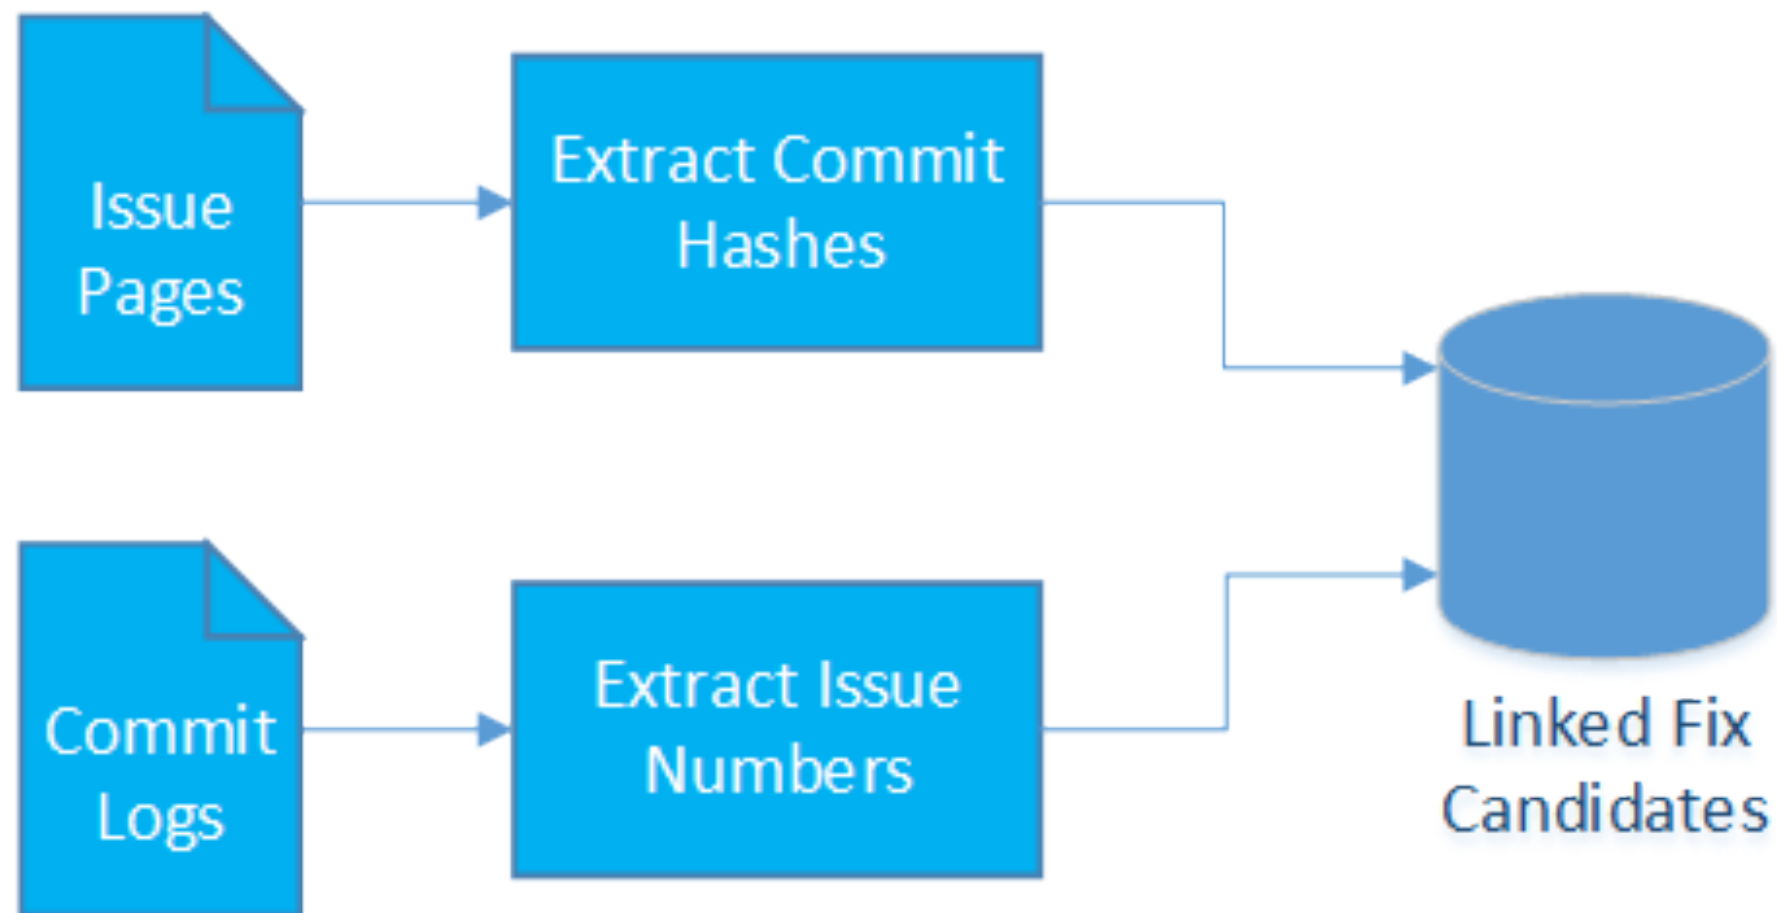 Issue
Pages
Extract Commit
Hashes
Commit
Logs
Extract Issue
Numbers
Linked Fix
Candidates